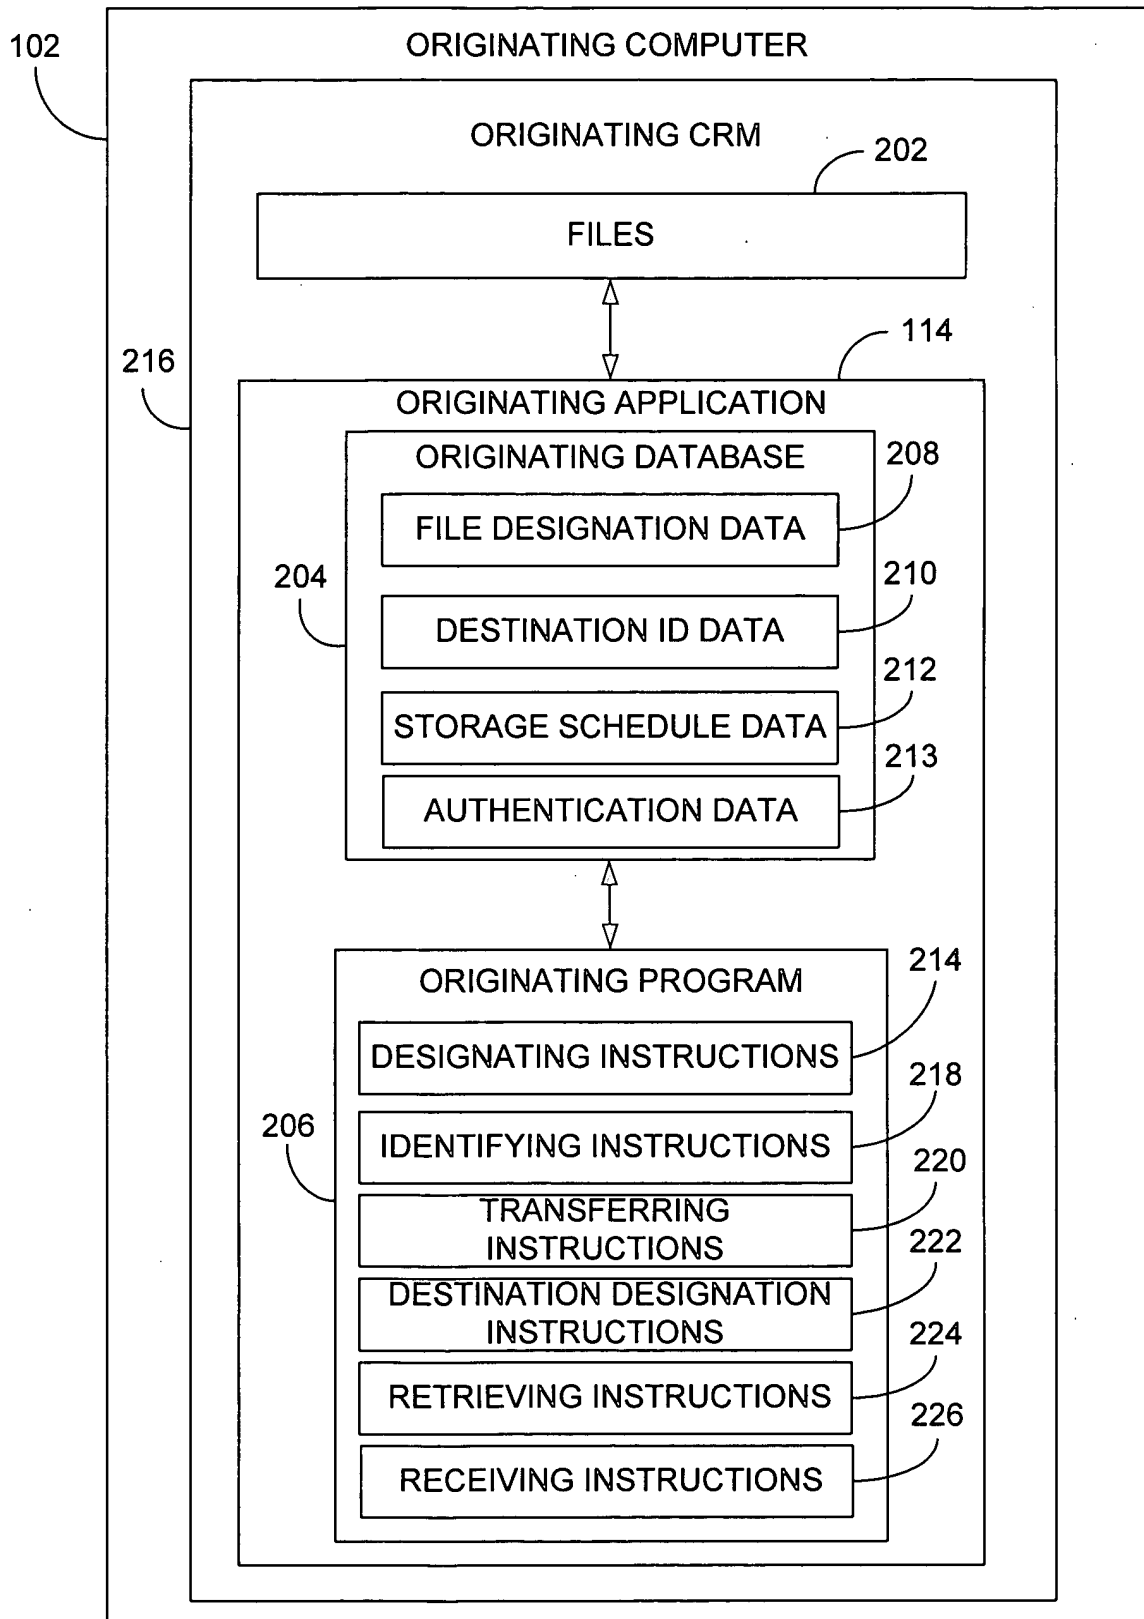 102
ORIGINATING COMPUTER
ORIGINATING CRM
202
FILES
216
114
ORIGINATING APPLICATION
ORIGINATING DATABASE
208
FILE DESIGNATION DATA
204
210
DESTINATION ID DATA
212
STORAGE SCHEDULE DATA
213
AUTHENTICATION DATA
ORIGINATING PROGRAM
214
DESIGNATING INSTRUCTIONS
218
206
IDENTIFYING INSTRUCTIONS
220
TRANSFERRING
INSTRUCTIONS
222
DESTINATION DESIGNATION
INSTRUCTIONS
224
RETRIEVING INSTRUCTIONS
226
RECEIVING INSTRUCTIONS